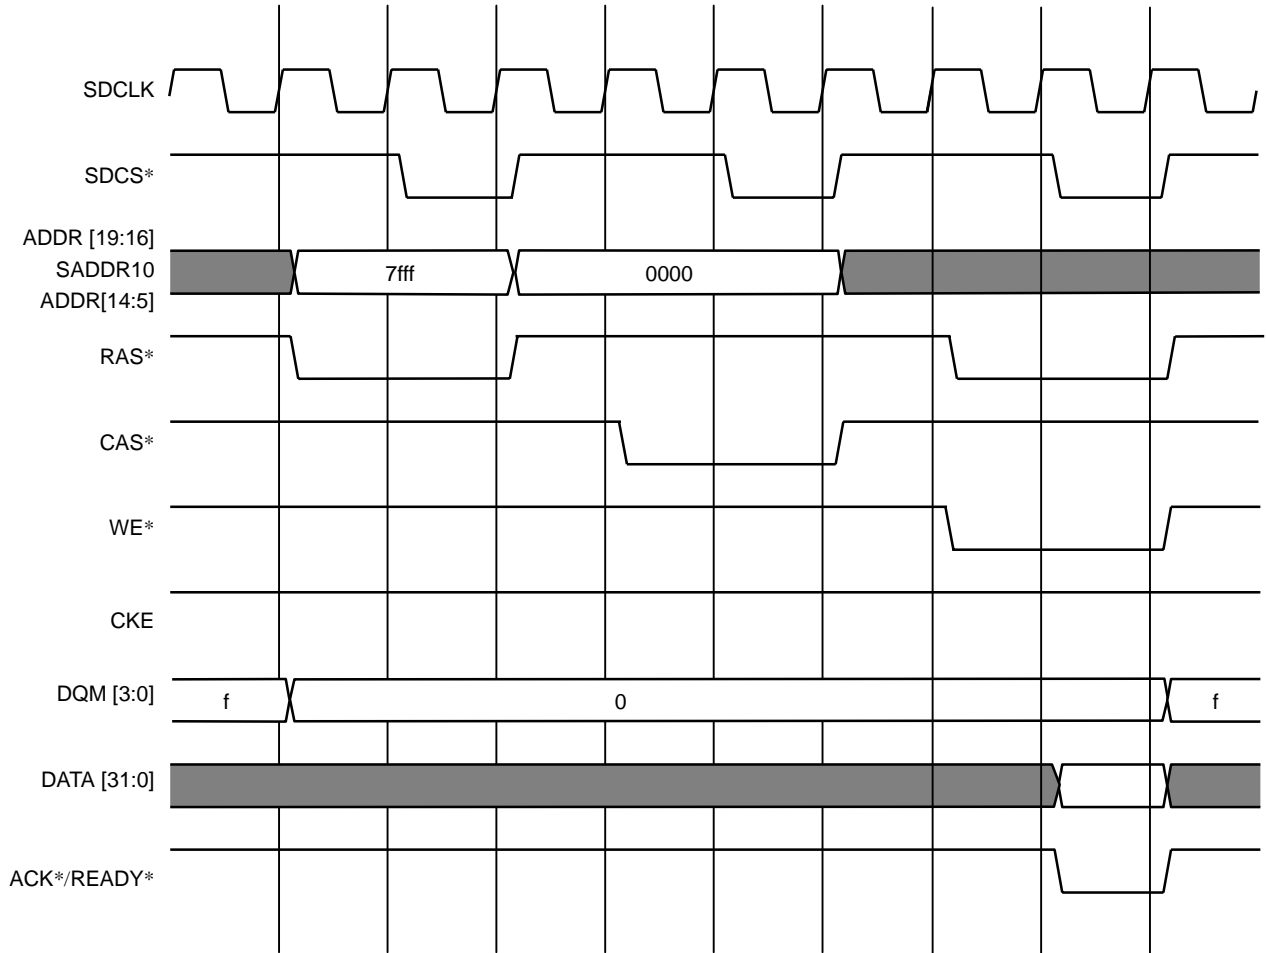 SDCLK
SDCS*
ADDR [19:16]
SADDR10
ADDR[14:5]
7fff
0000
RAS*
CAS*
WE*
CKE
DQM [3:0]
f
0
f
DATA [31:0]
ACK*/READY*